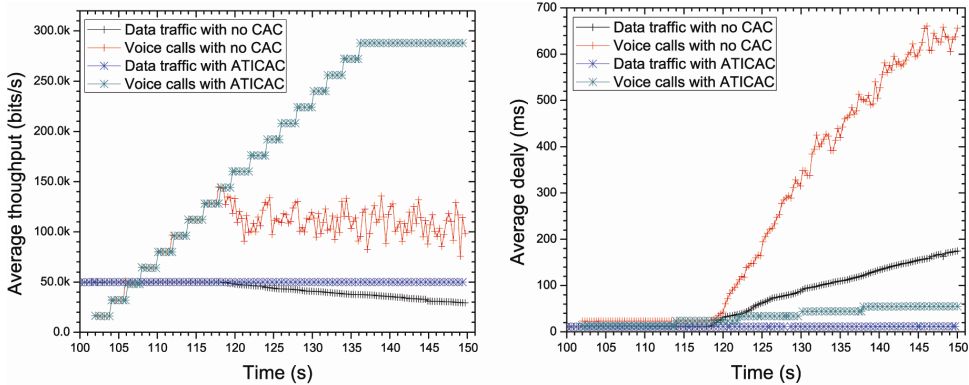 Data traffic with no CAC
Voice calls with no CAC
Data traffic with ATICAC
Voice calls with ATICAC
300.0k
250.0k
200.0k
150.0k
100.0k
50.0k
0.0
100 105 110 115 120 125 130 135 140 145 150
Average thoughput (bits/s)
Time (s)
Data traffic with no CAC
Voice calls with no CAC
Data traffic with ATICAC
Voice calls with ATICAC
700
600
500
400
300
200
100
0
100 105 110 115 120 125 130 135 140 145 150
Average dealy (ms)
Time (s)